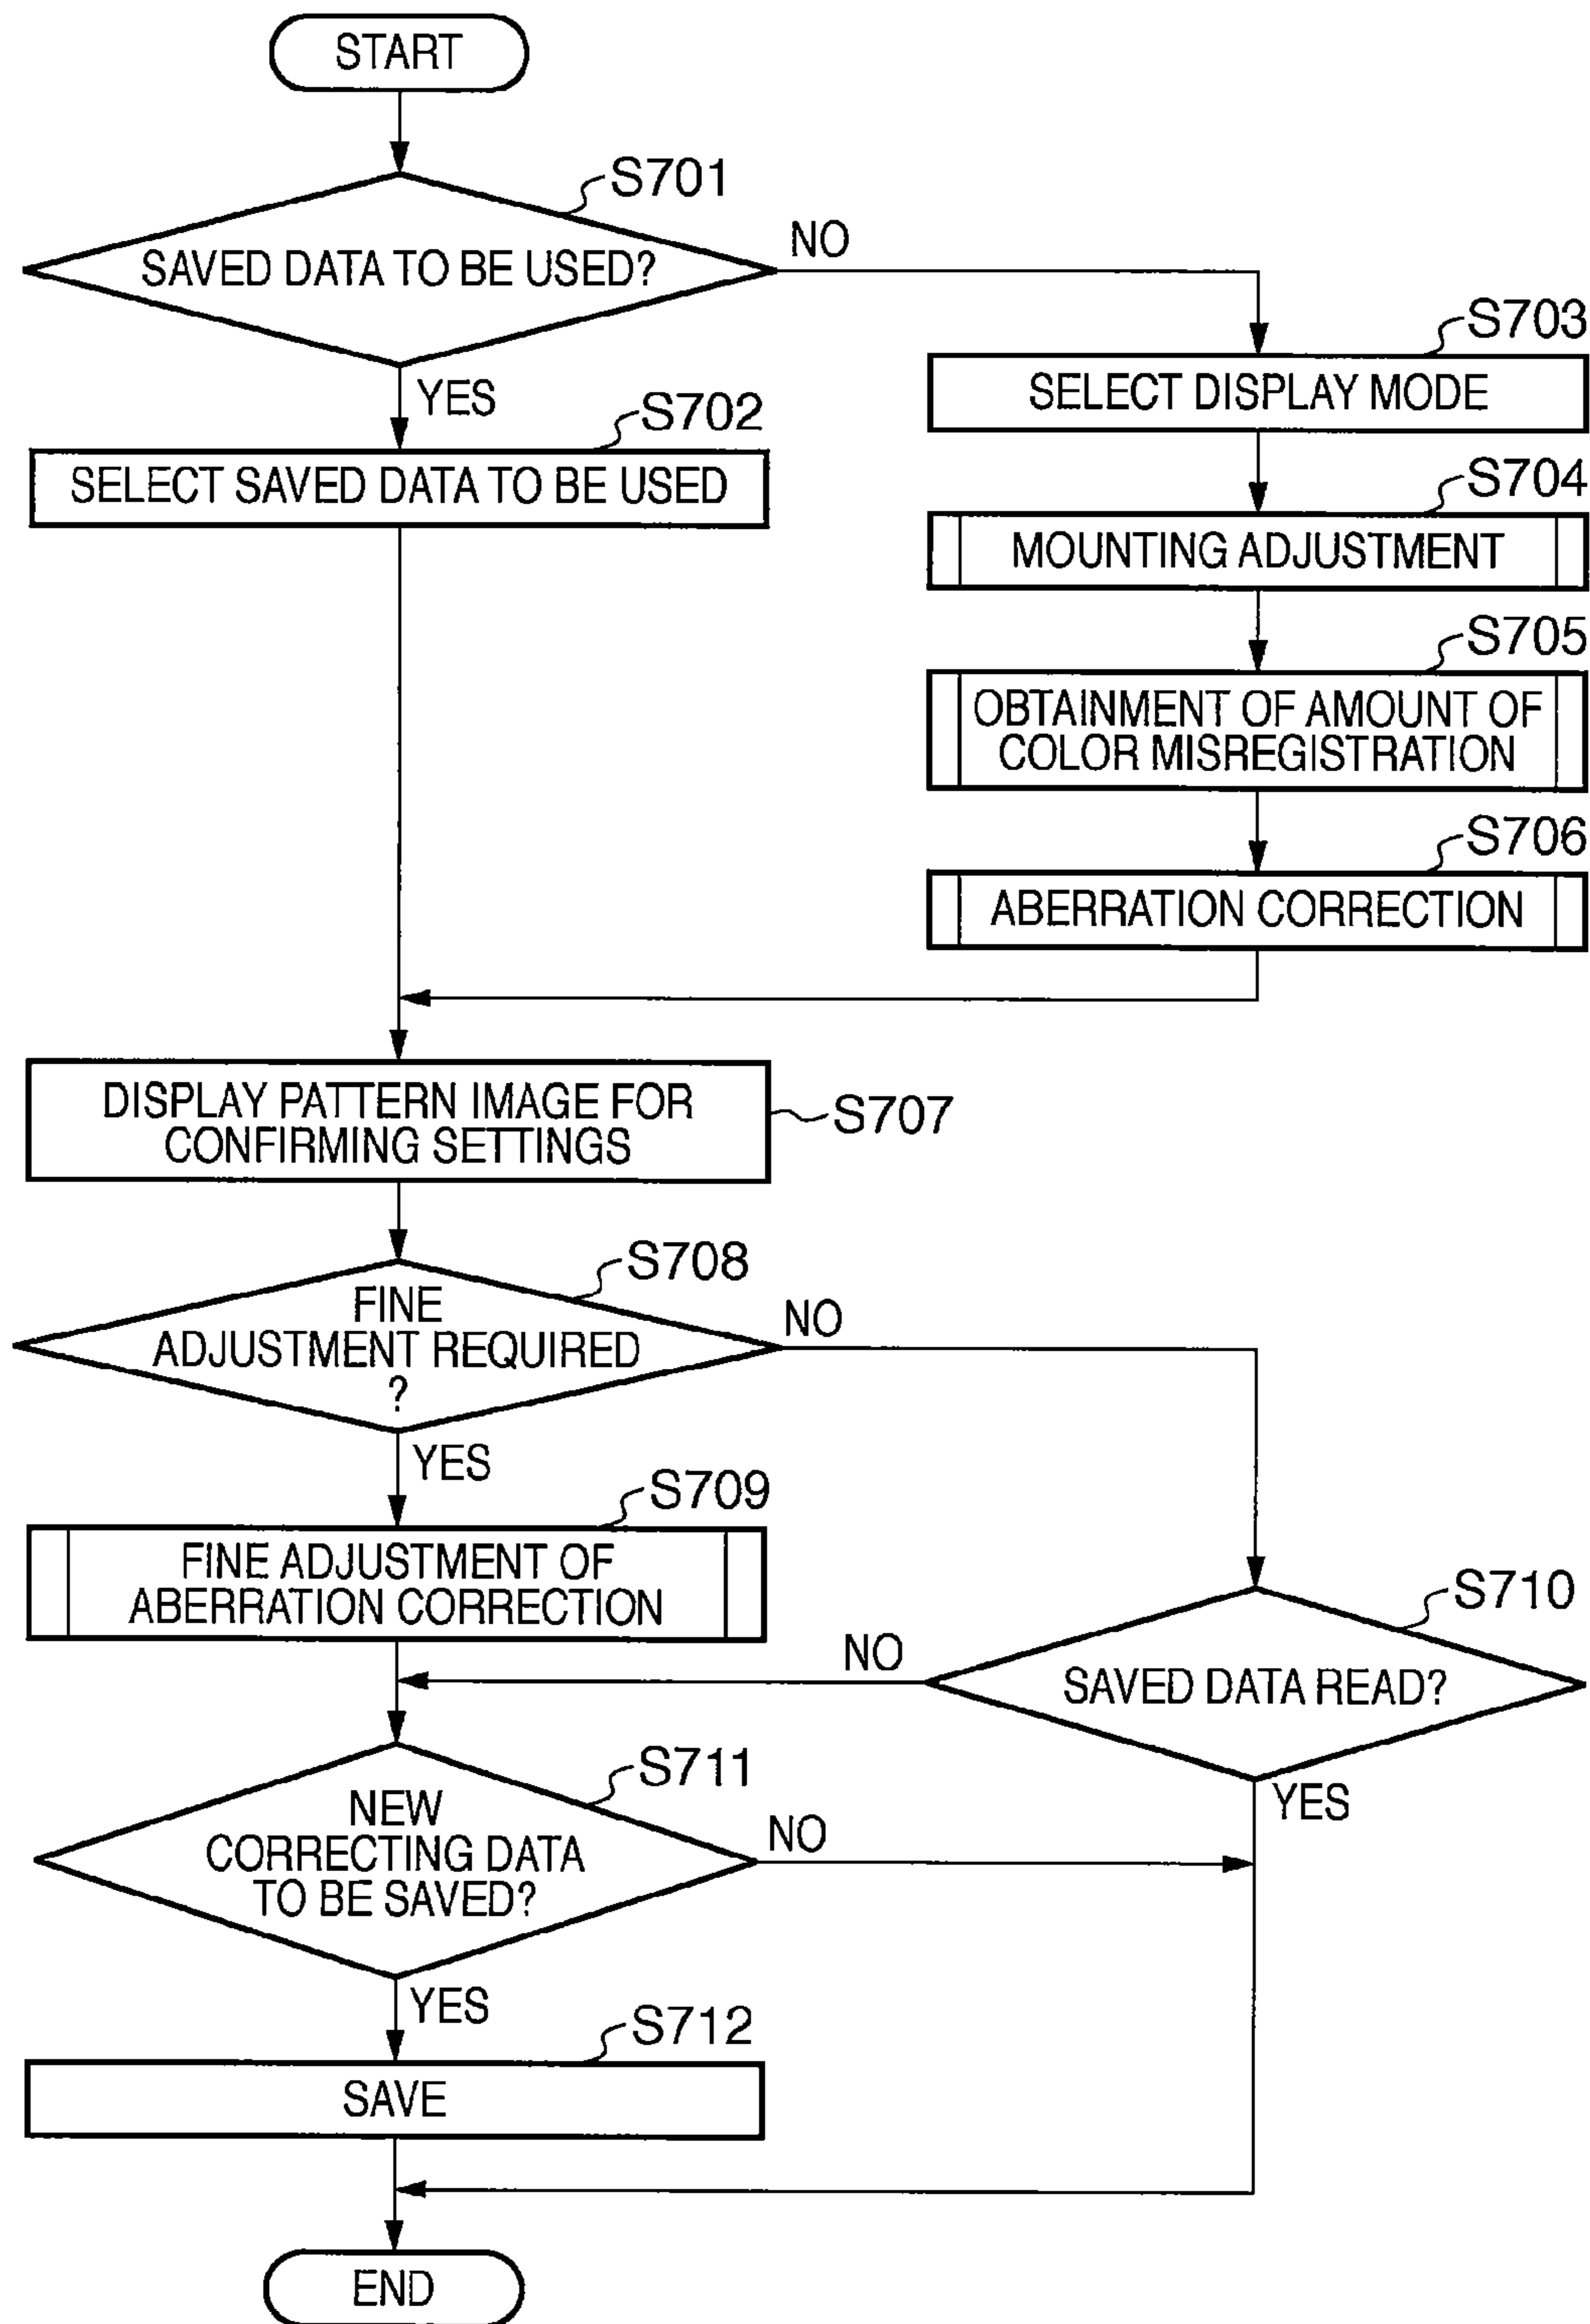 START
S701
SAVED DATA TO BE USED?
NO
YES
S703
SELECT DISPLAY MODE
S702
SELECT SAVED DATA TO BE USED
S704
MOUNTING ADJUSTMENT
S705
OBTAINMENT OF AMOUNT OF
COLOR MISREGISTRATION
S706
ABERRATION CORRECTION
DISPLAY PATTERN IMAGE FOR
CONFIRMING SETTINGS
S707
S708
FINE
ADJUSTMENT REQUIRED
?
NO
YES
S709
FINE ADJUSTMENT OF
ABERRATION CORRECTION
S710
SAVED DATA READ?
NO
YES
S711
NEW
CORRECTING DATA
TO BE SAVED?
NO
YES
S712
SAVE
END